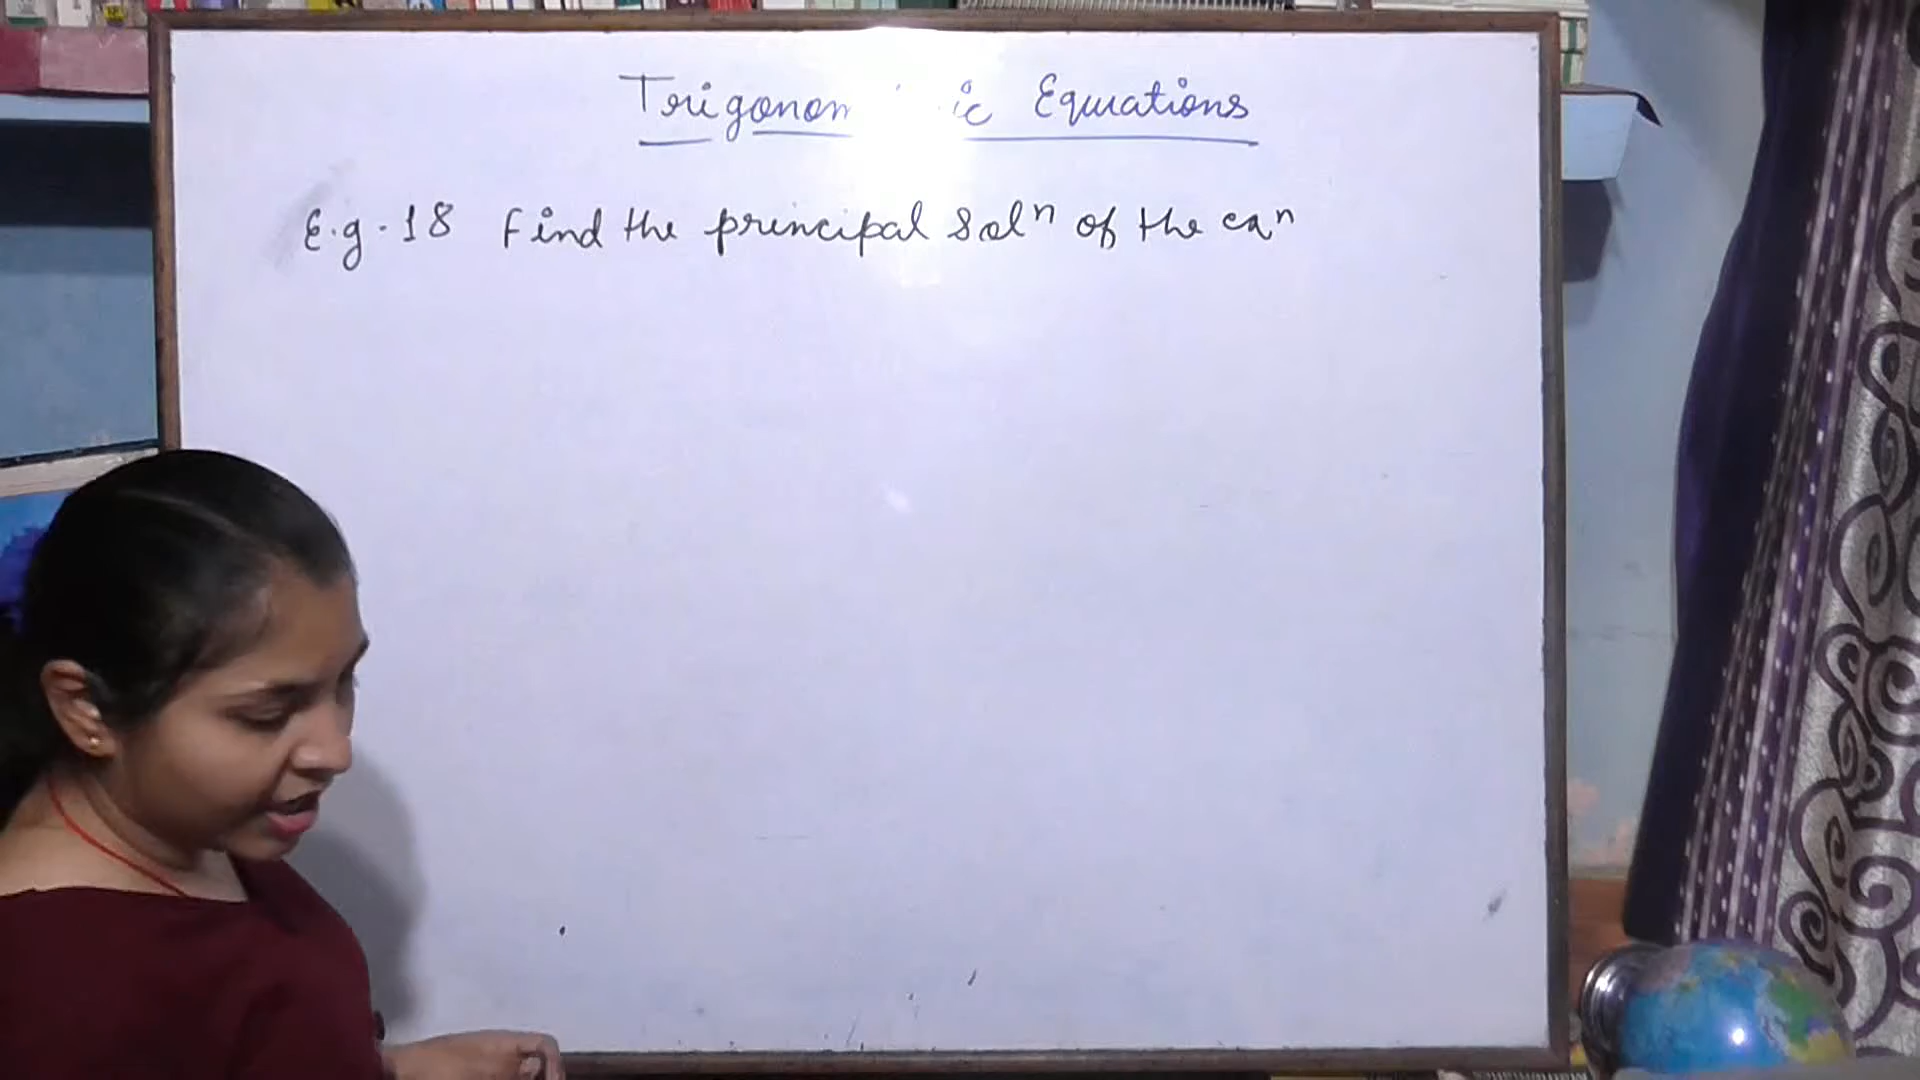 Trigonom ic Equations
E.g. 18 Find the principal Solⁿ of the eqⁿ